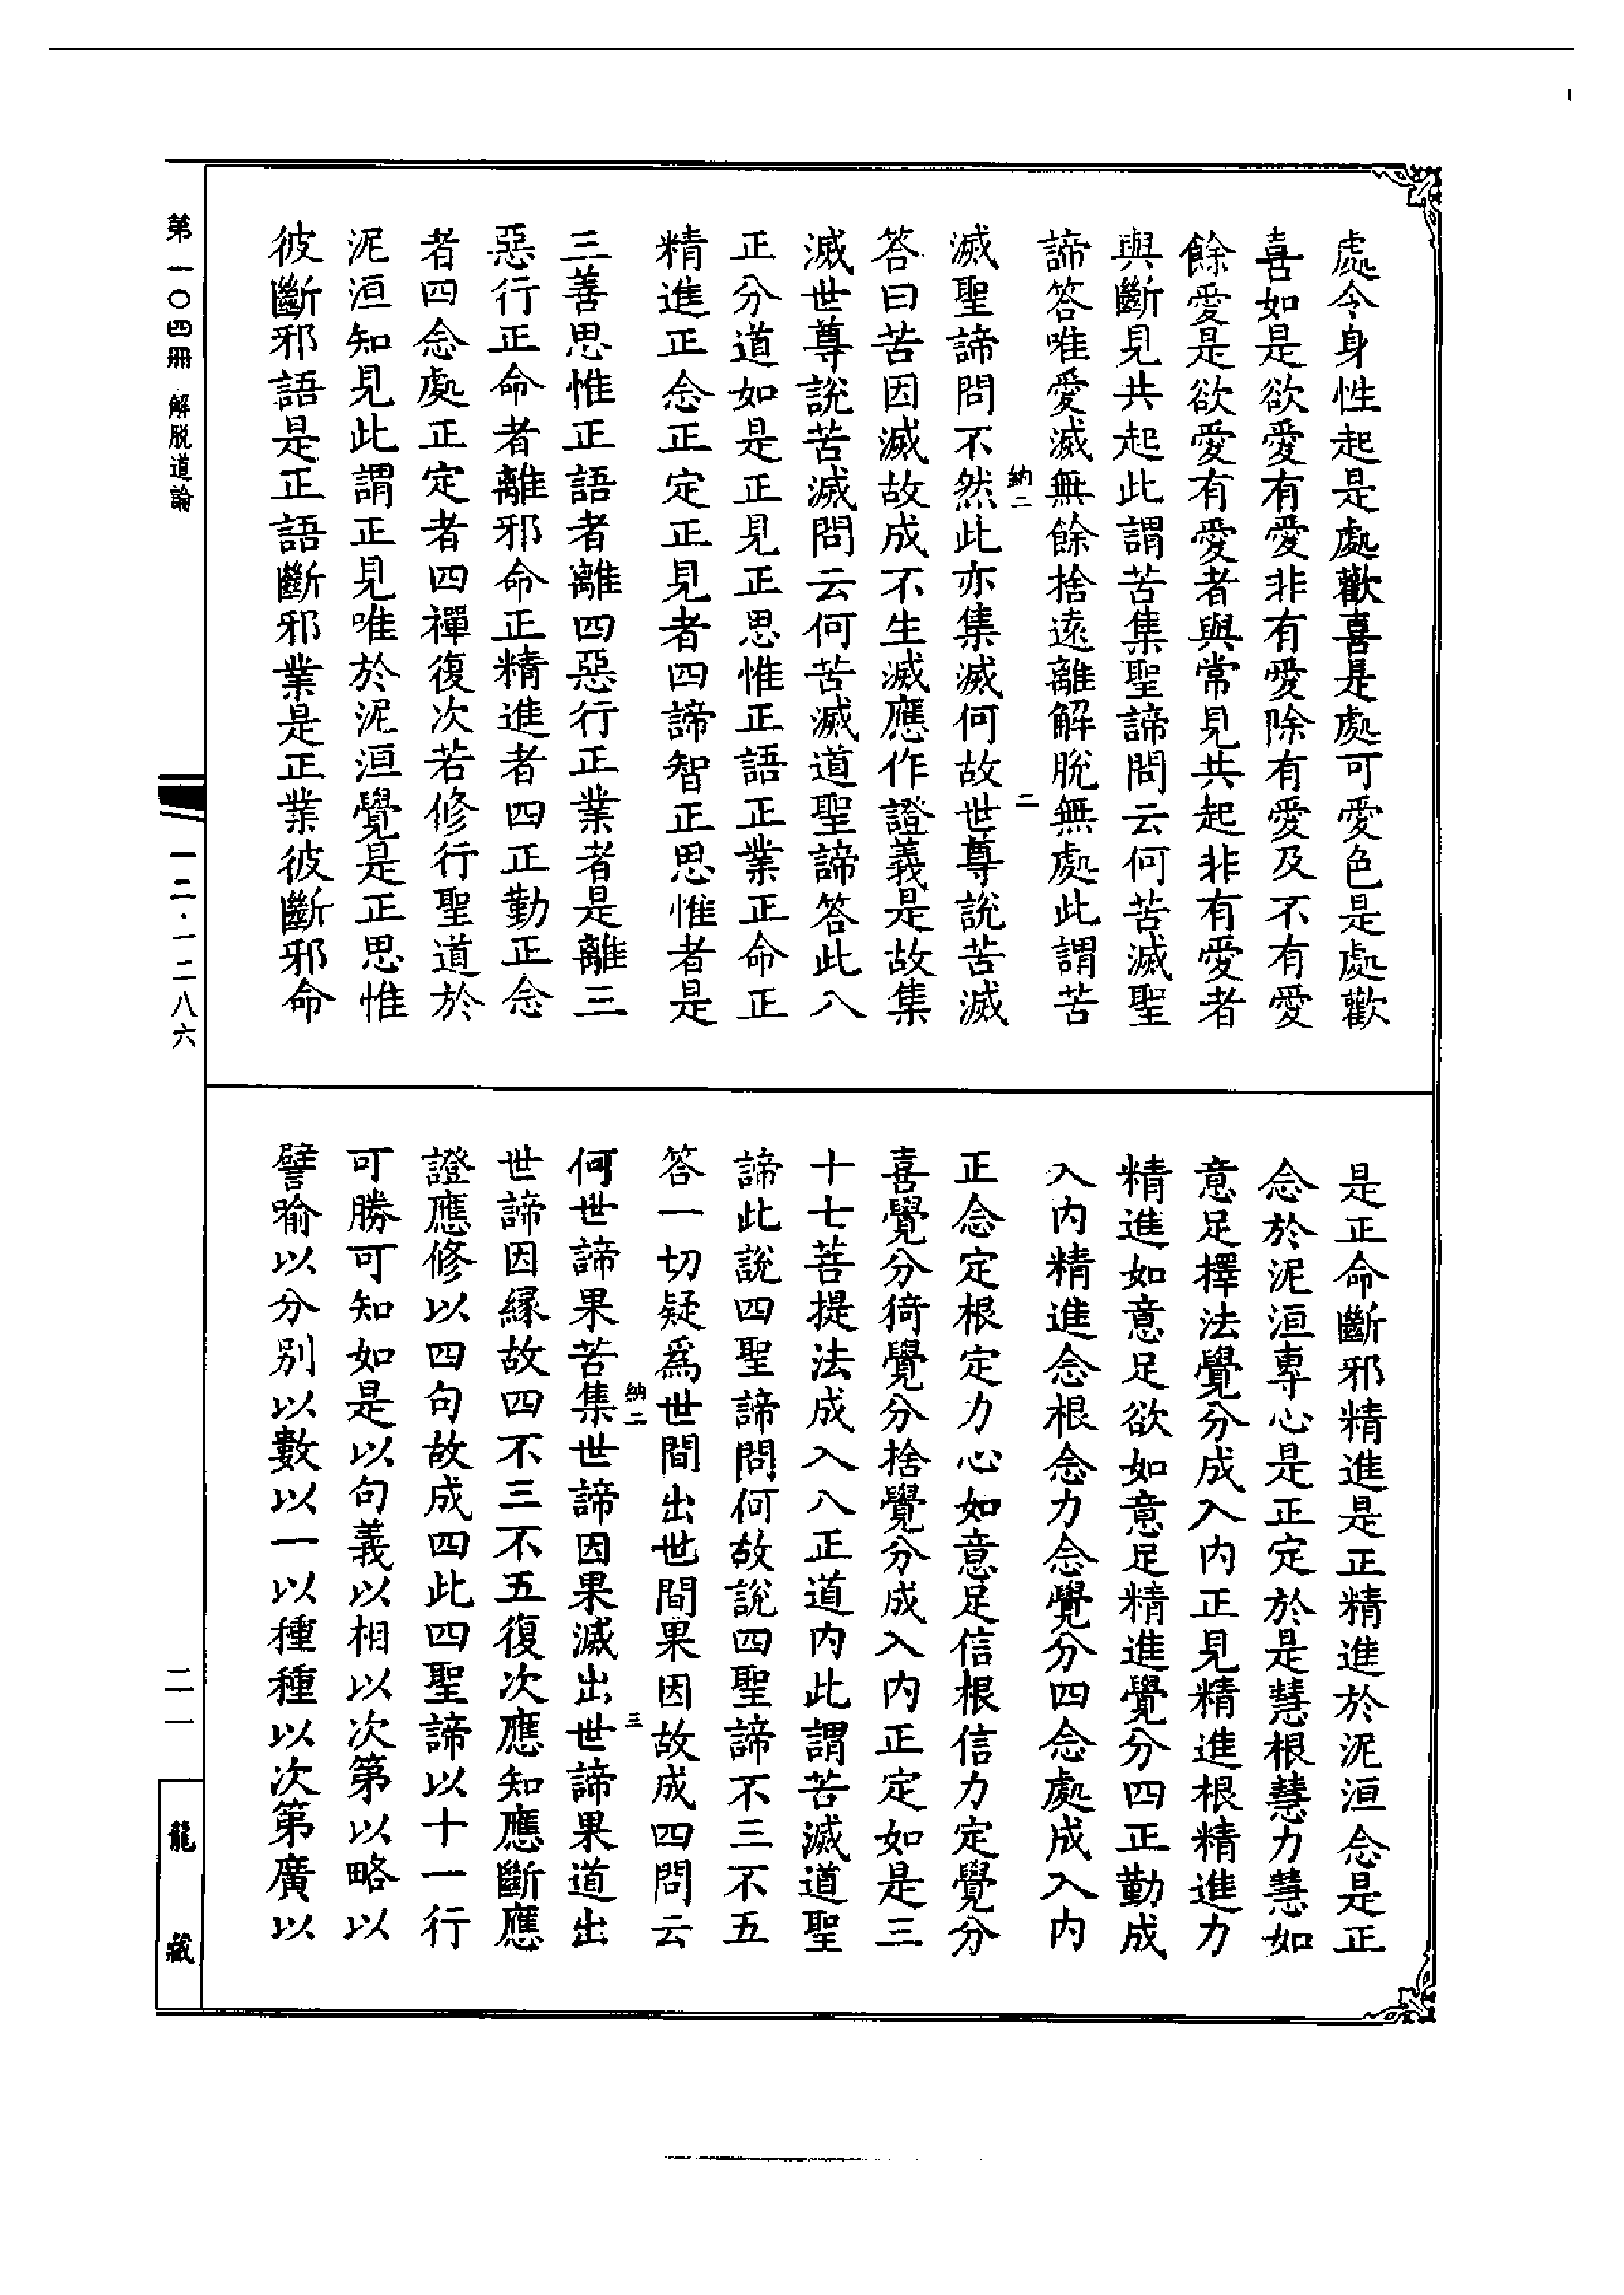 處令身性起是處歡喜是處可愛色是處歡
喜如是欲愛有愛非有愛除有愛及不有愛
餘愛是欲愛有愛者與常見共起非有愛者
與斷見共起此謂苦集聖諦問云何苦滅聖
諦答唯愛滅無餘捨遠離解脫無處此謂苦
納二
二
滅聖諦問不然此亦集滅何故世尊說苦滅
答曰苦因滅故成不生滅應作證義是故集
滅世尊說苦滅問云何苦滅道聖諦答此八
正分道如是正見正思惟正語正業正命正
精進正念正定正見者四諦智正思惟者是
三善思惟正語者離四惡行正業者是離三
惡行正命者離邪命正精進者四正勤正念
者四念處正定者四禪復次若修行聖道於
泥洹知見此謂正見唯於泥洹覺是正思惟
彼斷邪語是正語斷邪業是正業彼斷邪命
是正命斷邪精進是正精進於泥洹念是正
念於泥洹專心是正定於是慧根慧力慧如
意足擇法覺分成入內正見精進根精進力
精進如意足欲如意足精進覺分四正勤成
入內精進念根念力念覺分四念處成入內
正念定根定力心如意足信根信力定覺分
喜覺分猗覺分捨覺分成入內正定如是三
十七菩提法成入八正道內此謂苦滅道聖
諦此說四聖諦問何故說四聖諦不三不五
答一切疑爲世間出世間果因故成四問云
納二
三
何世諦果苦集世諦因果滅出世諦果道出
世諦因緣故四不三不五復次應知應斷應
證應修以四句故成四此四聖諦以十一行
可勝可知如是以句義以相以次第以略以
譬喻以分別以數以一以種種以次第廣以
第一〇四冊 解脫道論
一二·一二八六
二一
龍藏